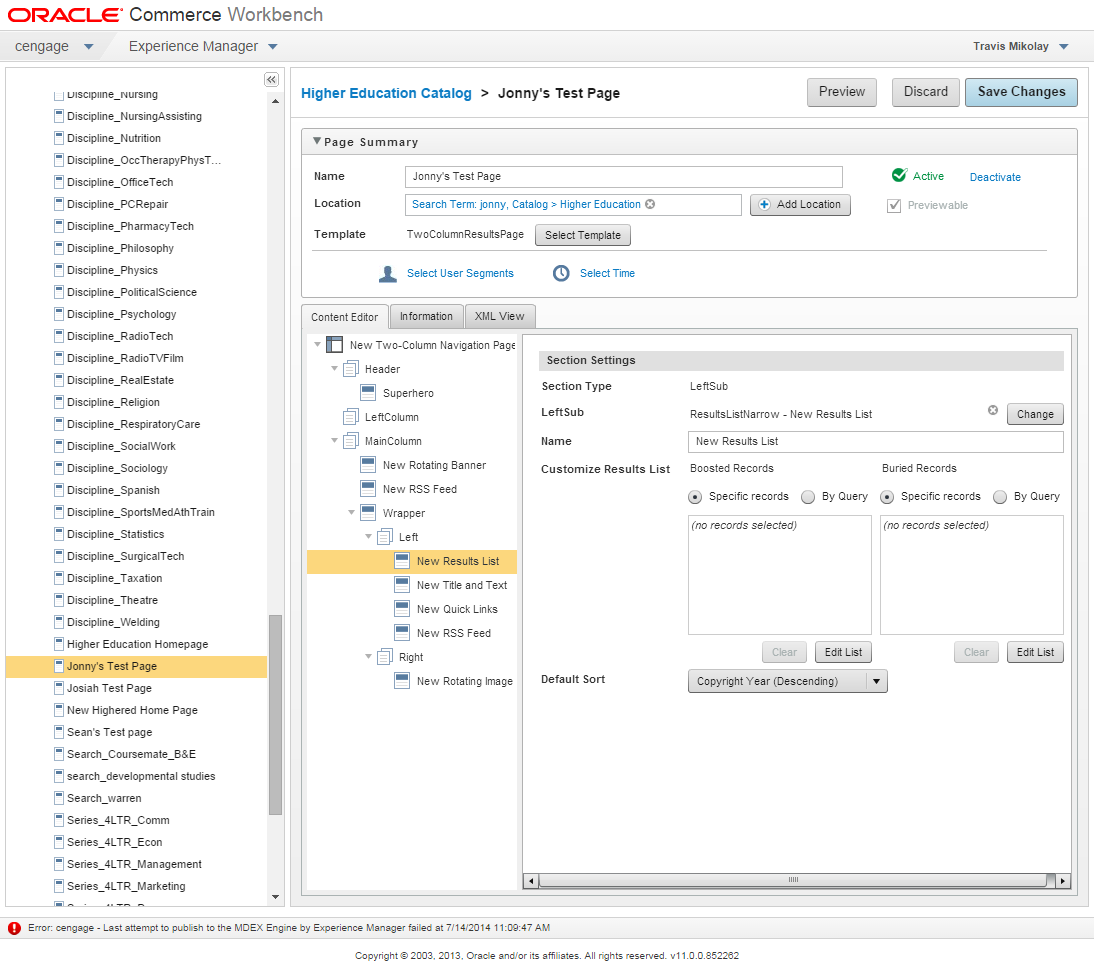 ORACLE Commerce Workbench
cengage Experience Manager Travis Mikolay
Discipline_Nursing
Discipline_NursingAssisting
Discipline_Nutrition
Discipline_OccTherapyPhysT...
Discipline_OfficeTech
Discipline_PCRepair
Discipline_PharmacyTech
Discipline_Philosophy
Discipline_Physics
Discipline_PoliticalScience
Discipline_Psychology
Discipline_RadioTech
Discipline_RadioTVFilm
Discipline_RealEstate
Discipline_Religion
Discipline_RespiratoryCare
Discipline_SocialWork
Discipline_Sociology
Discipline_Spanish
Discipline_SportsMedAthTrain
Discipline_Statistics
Discipline_SurgicalTech
Discipline_Taxation
Discipline_Theatre
Discipline_Welding
Higher Education Homepage
Jonny's Test Page
Josiah Test Page
New Highered Home Page
Sean's Test page
Search_Coursemate_B&E
search_developmental studies
Search_warren
Series_4LTR_Comm
Series_4LTR_Econ
Series_4LTR_Management
Series_4LTR_Marketing
Higher Education Catalog > Jonny's Test Page Preview Discard Save Changes
Page Summary
Name Jonny's Test Page Active Deactivate
Location Search Term: jonny, Catalog > Higher Education Add Location Previewable
Template TwoColumnResultsPage Select Template
Select User Segments Select Time
Content Editor Information XML View
New Two-Column Navigation Page
Header
Superhero
LeftColumn
MainColumn
New Rotating Banner
New RSS Feed
Wrapper
Left
New Results List
New Title and Text
New Quick Links
New RSS Feed
Right
New Rotating Image
Section Settings
Section Type LeftSub
LeftSub ResultsListNarrow - New Results List Change
Name New Results List
Customize Results List Boosted Records Buried Records
Specific records By Query Specific records By Query
(no records selected) (no records selected)
Clear Edit List Clear Edit List
Default Sort Copyright Year (Descending)
Error: cengage - Last attempt to publish to the MDEX Engine by Experience Manager failed at 7/14/2014 11:09:47 AM
Copyright © 2003, 2013, Oracle and/or its affiliates. All rights reserved. v11.0.0.852262